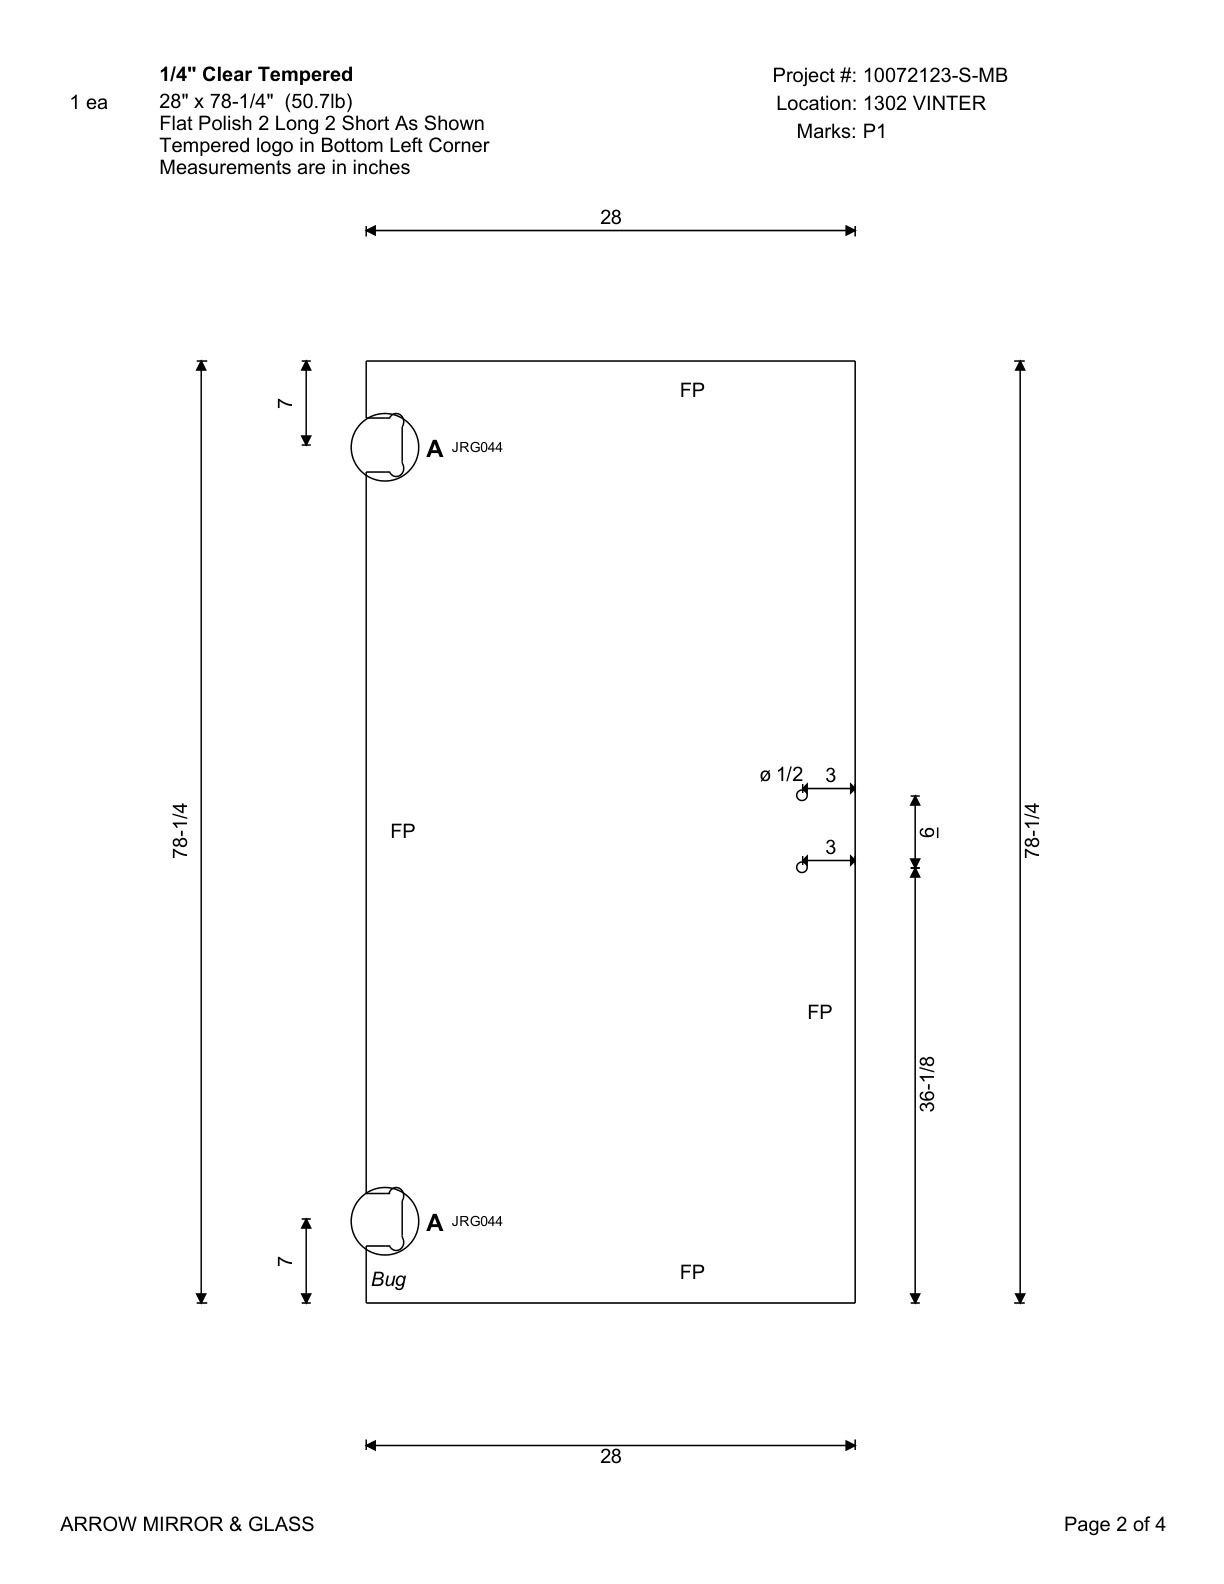 1/4" Clear Tempered
1 ea
28" x 78-1/4" (50.7lb)
Flat Polish 2 Long 2 Short As Shown
Tempered logo in Bottom Left Corner
Measurements are in inches
Project #: 10072123-S-MB
Location: 1302 VINTER
Marks: P1
28
7
FP
A JRG044
ø 1/2
3
78-1/4
FP
6
78-1/4
3
FP
36-1/8
A JRG044
7
Bug
FP
28
ARROW MIRROR & GLASS
Page 2 of 4